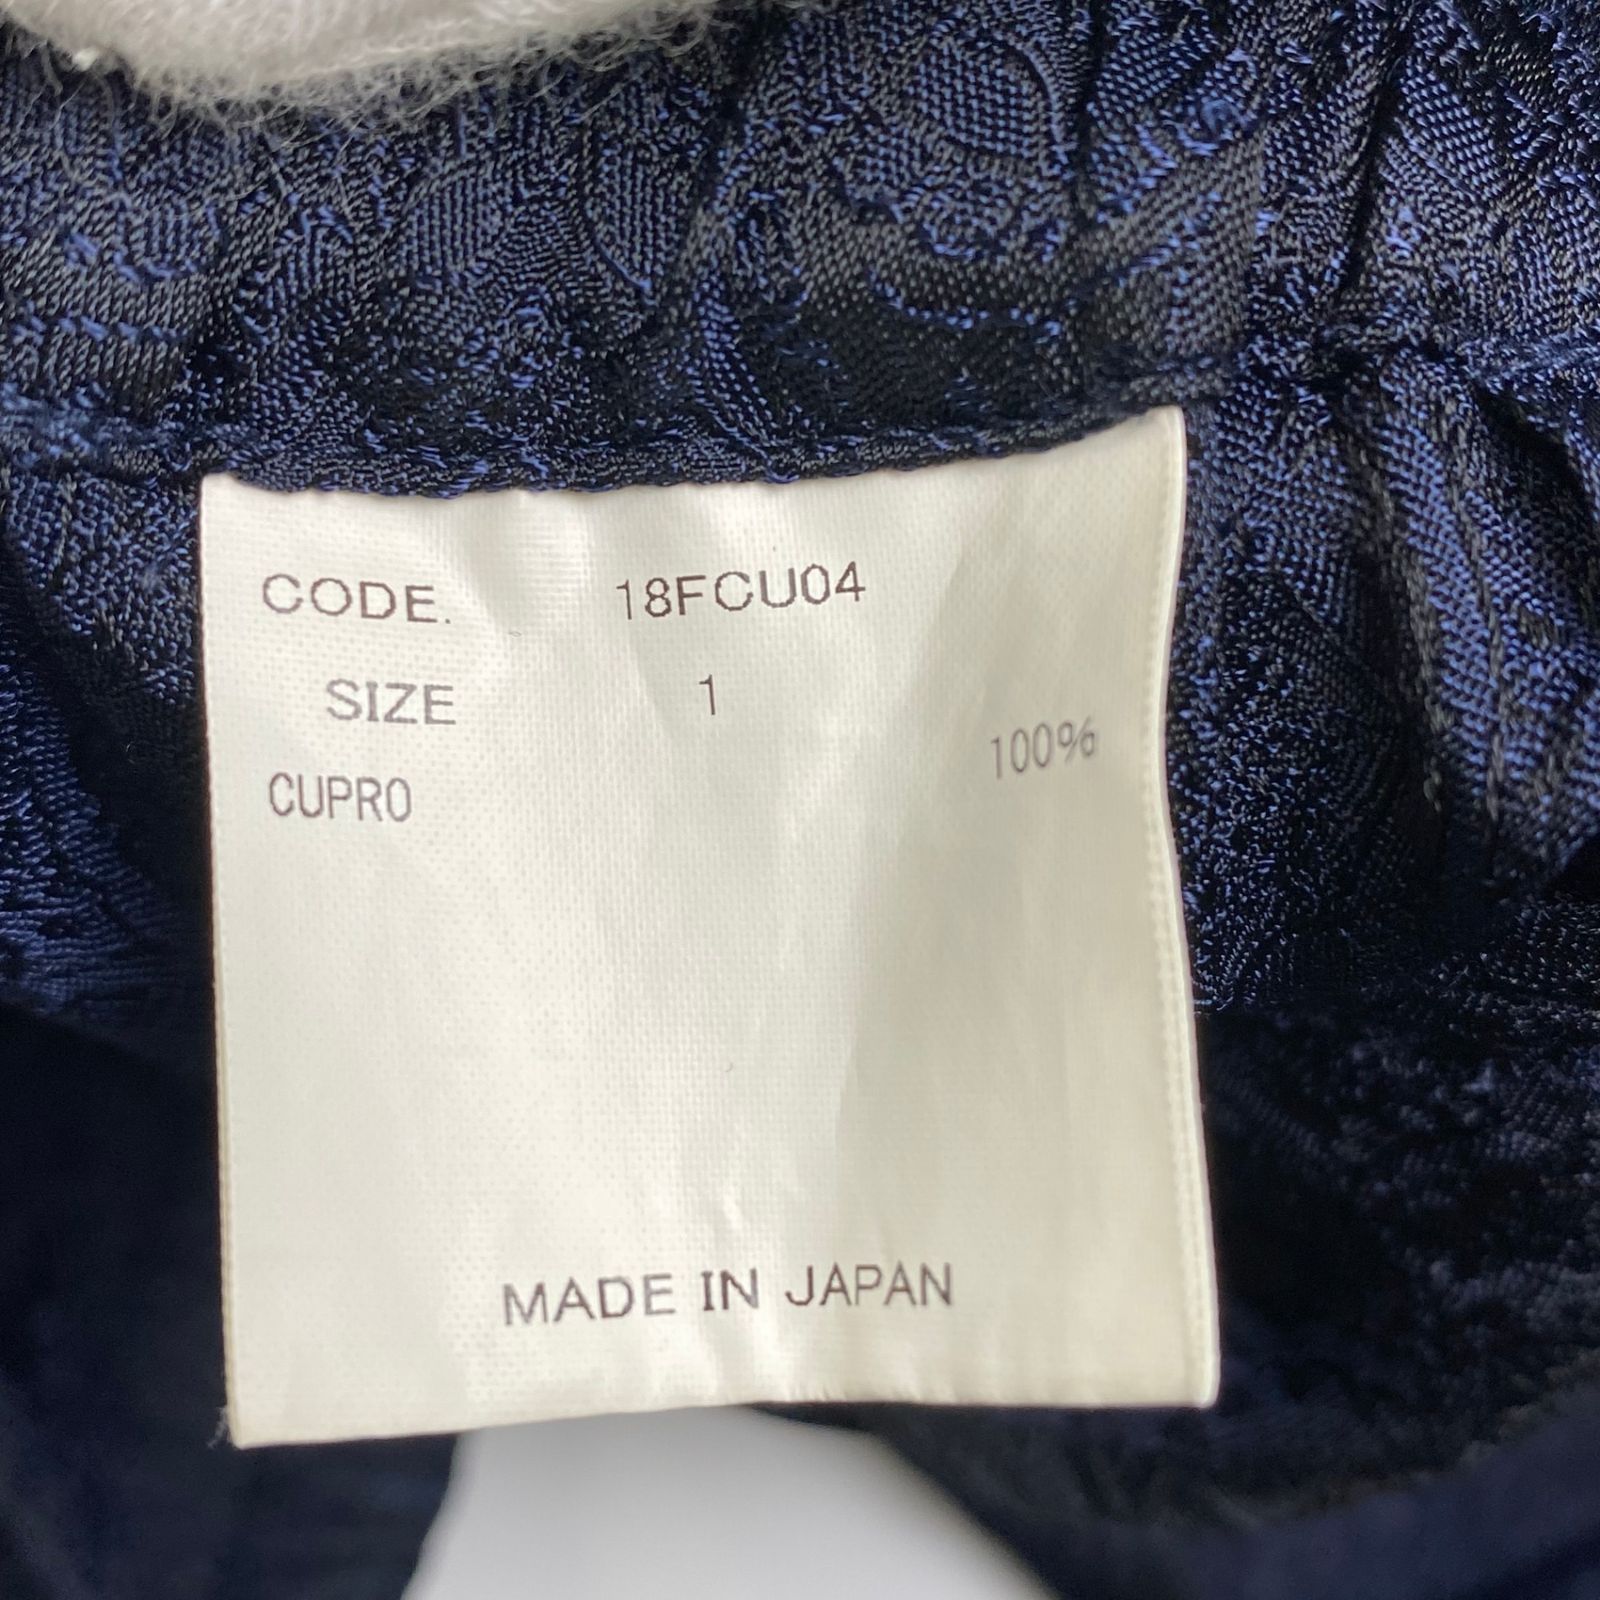 CODE. 18FCU04
SIZE 1
CUPRO 100%
MADE IN JAPAN